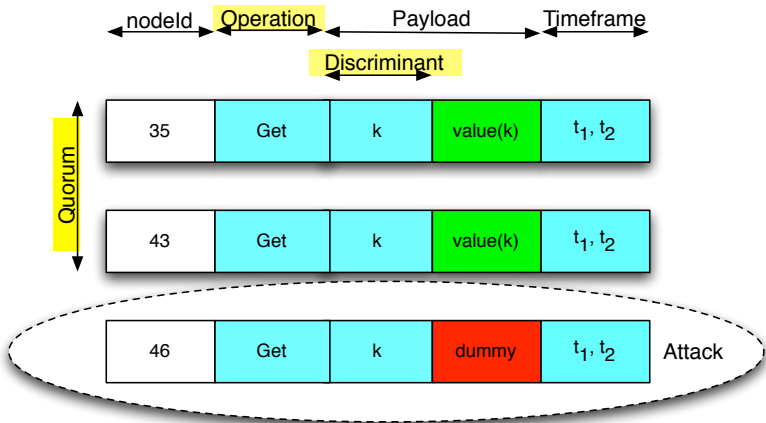 nodeId Operation Payload Timeframe
Discriminant
Quorum
35 Get k value(k) t1, t2
43 Get k value(k) t1, t2
46 Get k dummy t1, t2 Attack